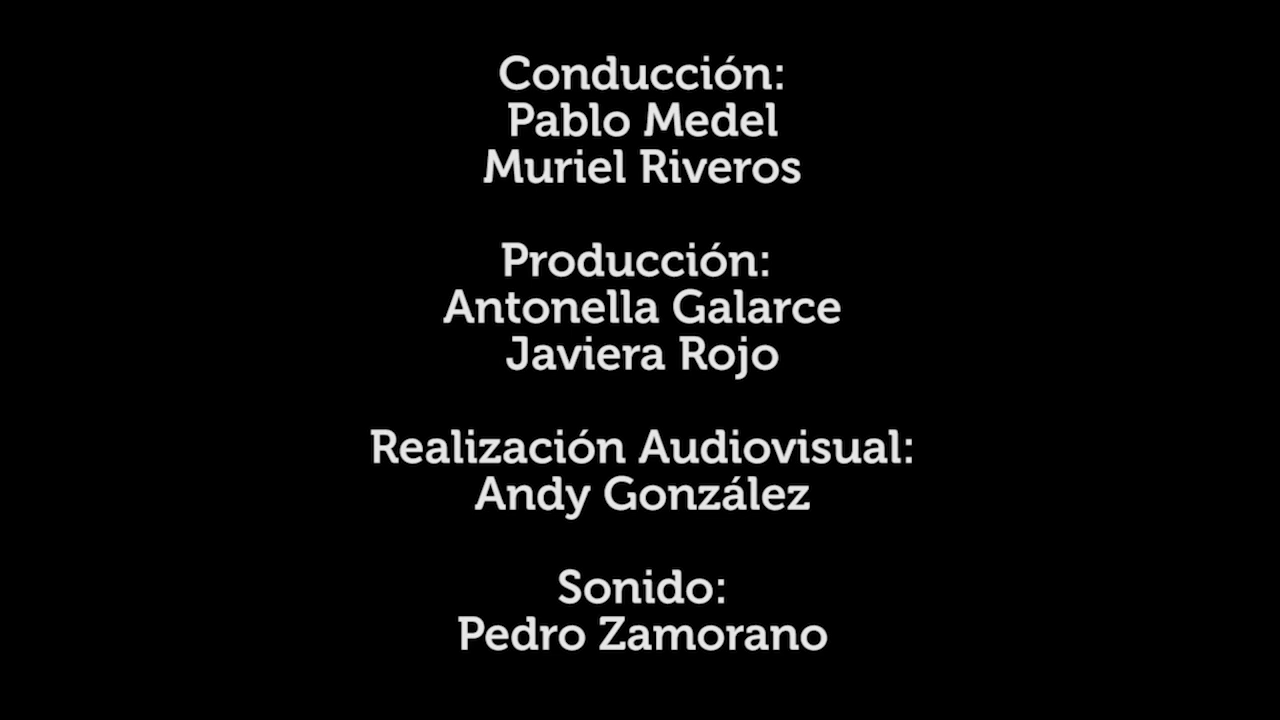 Conducción:
Pablo Medel
Muriel Riveros
Producción:
Antonella Galarce
Javiera Rojo
Realización Audiovisual:
Andy González
Sonido:
Pedro Zamorano